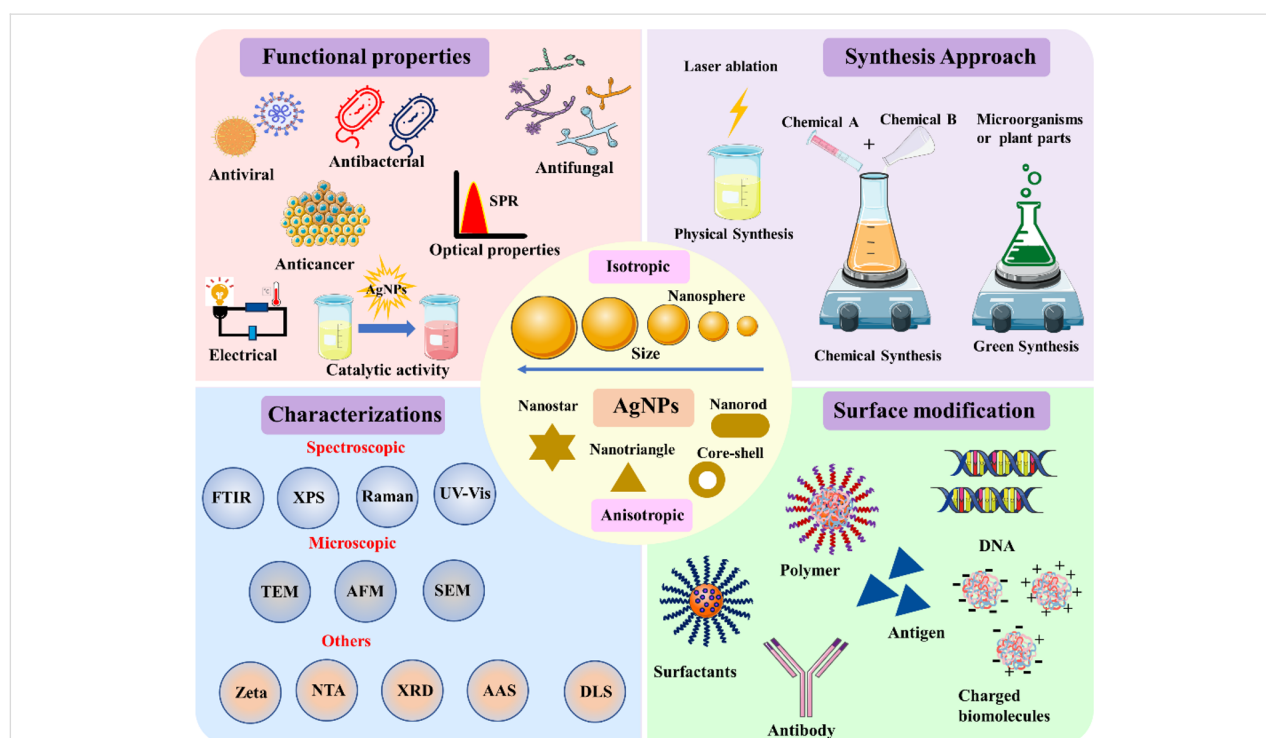 Functional properties
Antiviral
Antibacterial
Antifungal
Anticancer
SPR
Optical properties
Electrical
AgNPs
Catalytic activity
Synthesis Approach
Laser ablation
Physical Synthesis
Chemical A
+
Chemical B
Chemical Synthesis
Microorganisms
or plant parts
Green Synthesis
Isotropic
Nanosphere
Size
AgNPs
Nanostar
Nanorod
Nanotriangle
Core-shell
Anisotropic
Characterizations
Spectroscopic
FTIR
XPS
Raman
UV-Vis
Microscopic
TEM
AFM
SEM
Others
Zeta
NTA
XRD
AAS
DLS
Surface modification
Polymer
DNA
Surfactants
Antigen
Antibody
Charged
biomolecules